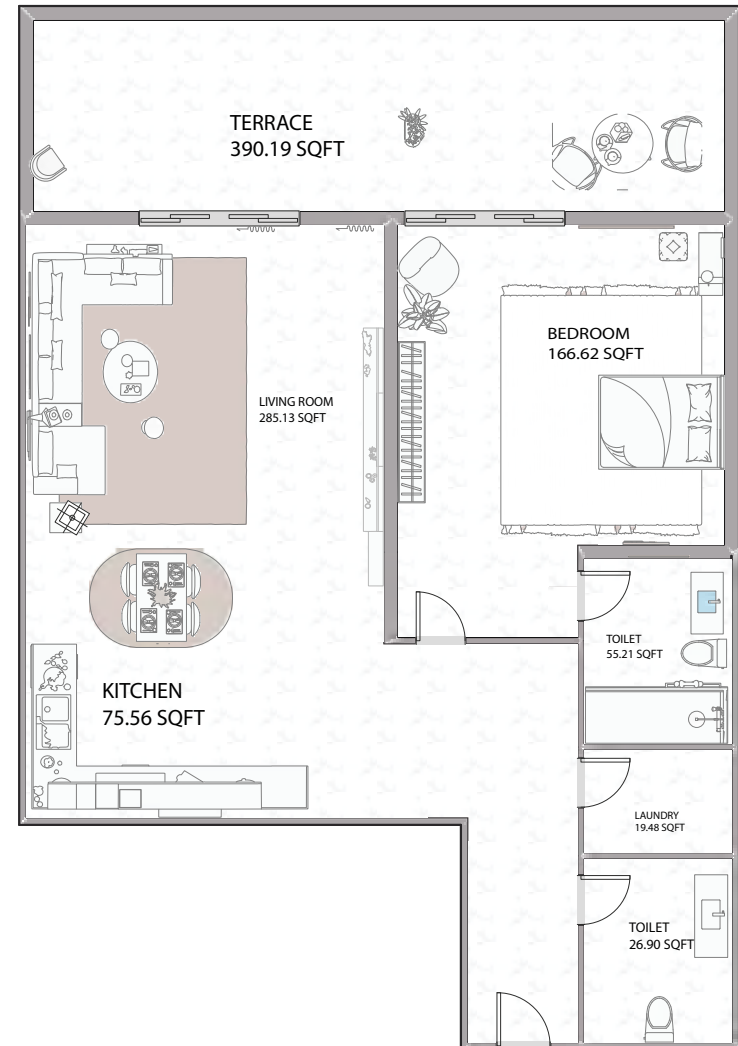 TERRACE
390.19 SQFT
BEDROOM
166.62 SQFT
LIVING ROOM
285.13 SQFT
TOILET
55.21 SQFT
KITCHEN
75.56 SQFT
LAUNDRY
19.48 SQFT
TOILET
26.90 SQFT